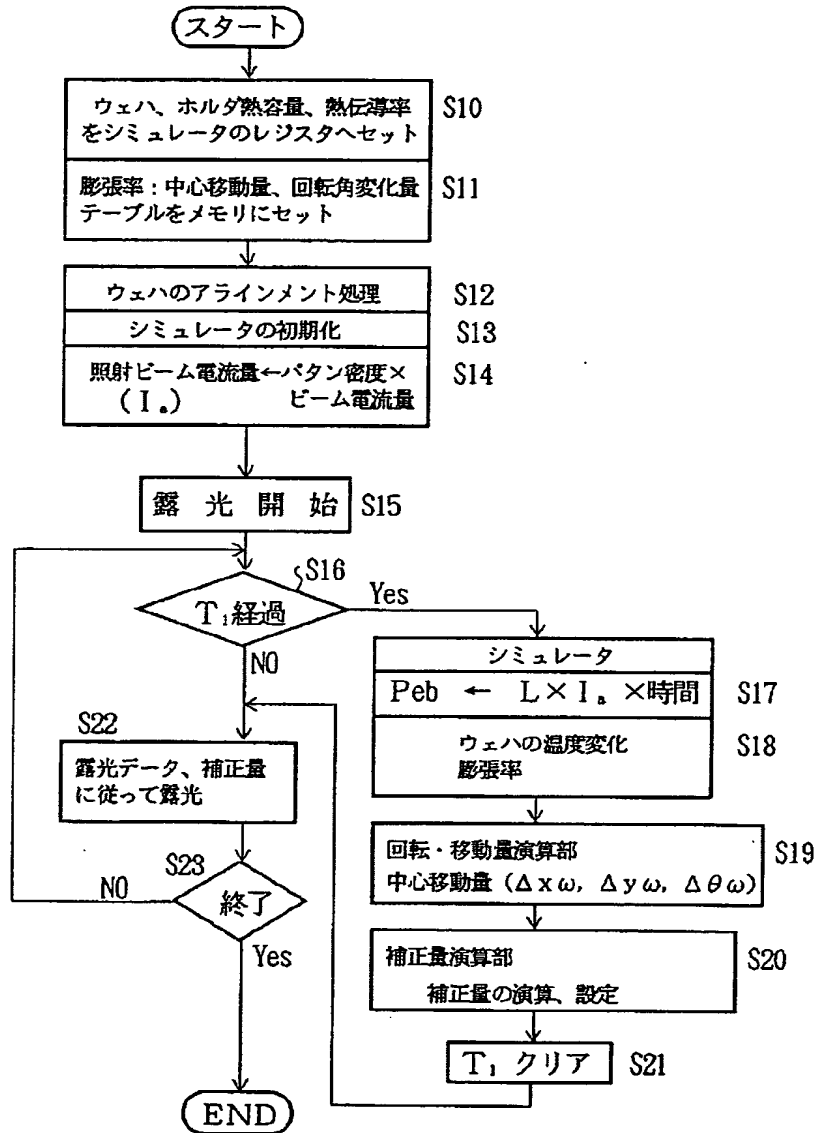 スタート
ウェハ、ホルダ熱容量、熱伝導率
をシミュレータのレジスタへセット
S10
膨張率：中心移動量、回転角変化量
テーブルをメモリにセット
S11
ウェハのアラインメント処理
S12
シミュレータの初期化
S13
照射ビーム電流量←パタン密度×
(Ia) ビーム電流量
S14
露光開始 S15
S16
T₁経過
Yes
NO
シミュレータ
Peb ← L×Ia×時間
S17
ウェハの温度変化
膨張率
S18
回転・移動量演算部
中心移動量（Δxω, Δyω, Δθω）
S19
補正量演算部
補正量の演算、設定
S20
T₁クリア S21
S22
露光データ、補正量
に従って露光
S23
終了
NO
Yes
END